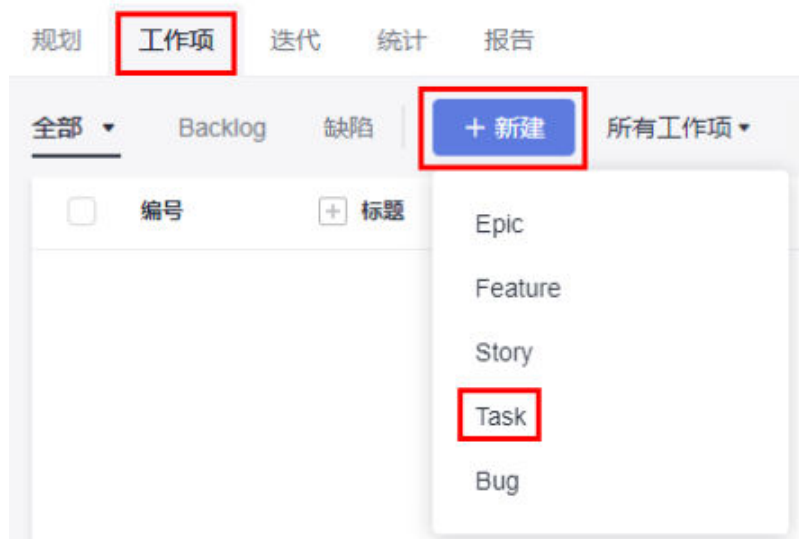 规划 工作项 迭代 统计 报告
全部 Backlog 缺陷 + 新建 所有工作项
编号 标题
Epic
Feature
Story
Task
Bug